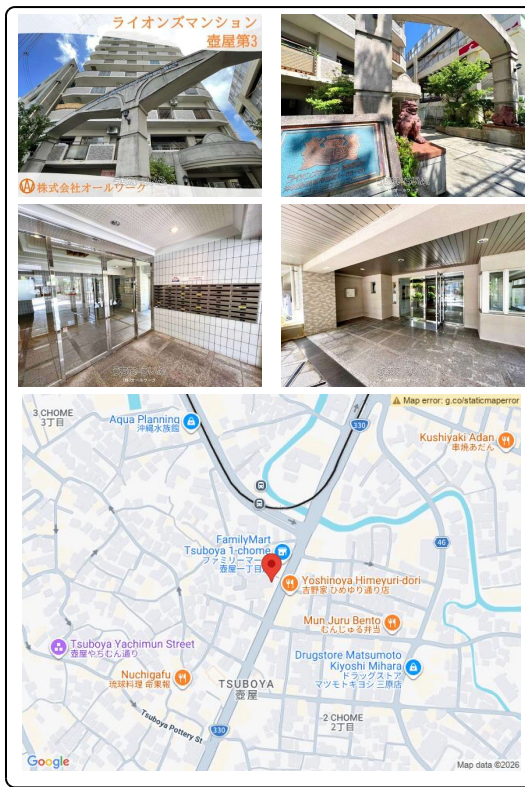 ライオンズマンション
壺屋第3
株式会社オールワーク
Map error: g.co/staticmaperror
3 CHOME
3丁目
Aqua Planning
沖縄水族館
330
Kushiyaki Adan
串焼あだん
46
FamilyMart
Tsuboya 1-chome
ファミリーマー
壺屋一丁目
Yoshinoya Himeyuri-dori
吉野家 ひめゆり通り店
Mun Juru Bento
むんじゅる弁当
Tsuboya Yachimun Street
壺屋やちむん通り
Drugstore Matsumoto
Kiyoshi Mihara
ドラッグストア
マツモトキヨシ 三原店
Nuchigafu
琉球料理 命果報
TSUBOYA
壺屋
Tsuboya Pottery St
330
2 CHOME
2丁目
Google
Map data ©2026